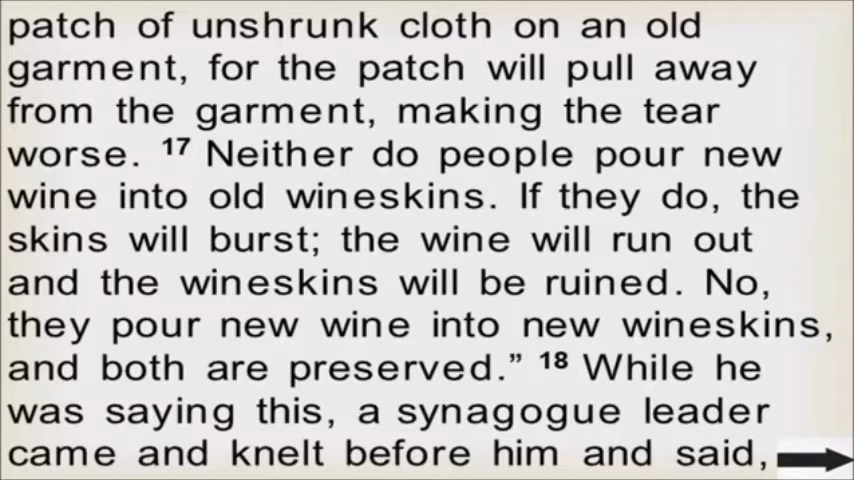 patch of unshrunk cloth on an old
garment, for the patch will pull away
from the garment, making the tear
worse. 17 Neither do people pour new
wine into old wineskins. If they do, the
skins will burst; the wine will run out
and the wineskins will be ruined. No,
they pour new wine into new wineskins,
and both are preserved.” 18 While he
was saying this, a synagogue leader
came and knelt before him and said,